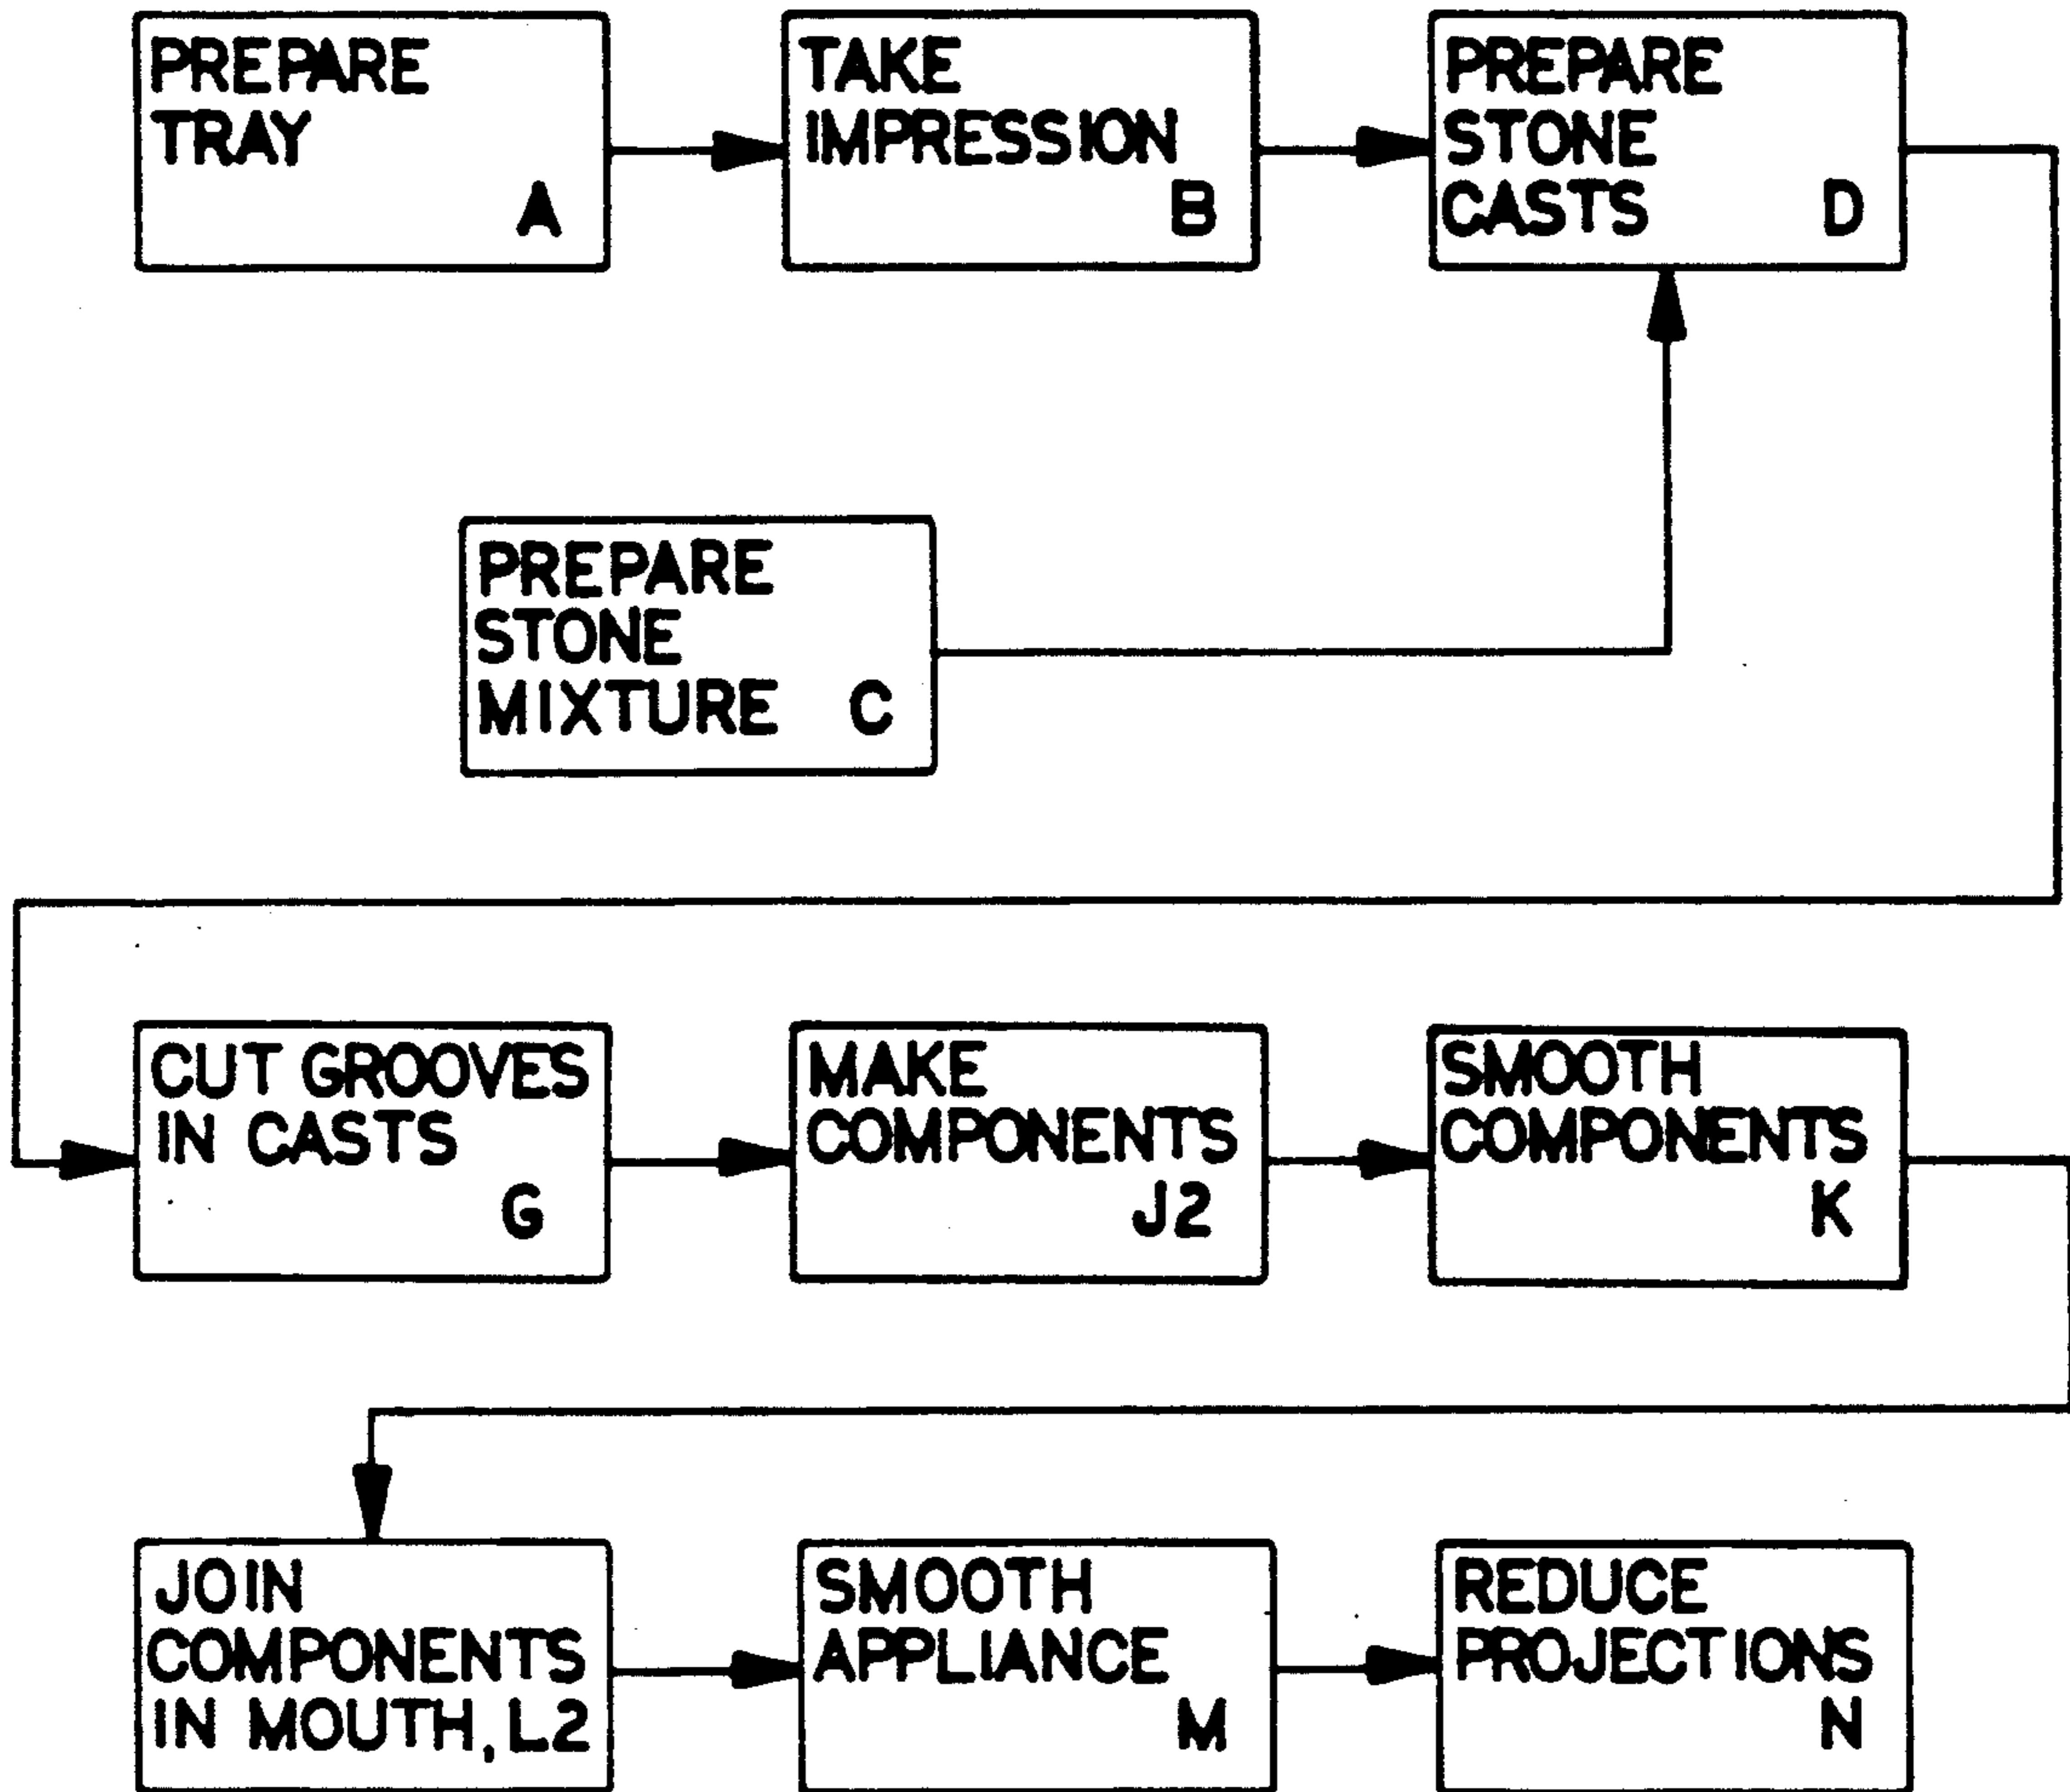 PREPARE
TRAY
A
TAKE
IMPRESSION
B
PREPARE
STONE
CASTS D
PREPARE
STONE
MIXTURE C
CUT GROOVES
IN CASTS
G
MAKE
COMPONENTS
J2
SMOOTH
COMPONENTS
K
JOIN
COMPONENTS
IN MOUTH, L2
SMOOTH
APPLIANCE
M
REDUCE
PROJECTIONS
N